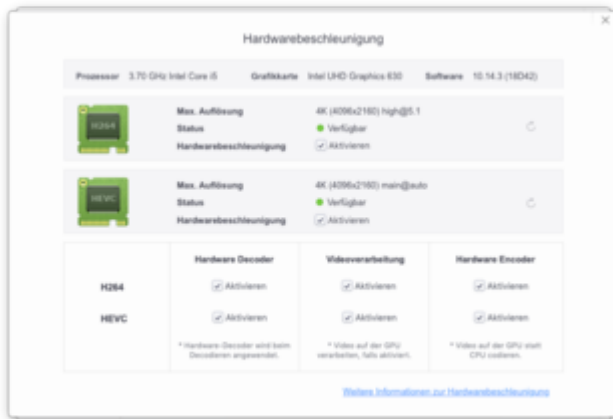 Hardwarebeschleunigung
Prozessor 3.70 GHz Intel Core i5 Grafikkarte Intel UHD Graphics 630 Software 10.14.3 (18D42)
H264
Max. Auflösung 4K (4096x2160) high@5.1
Status Verfügbar
Hardwarebeschleunigung Aktivieren
HEVC
Max. Auflösung 4K (4096x2160) main@auto
Status Verfügbar
Hardwarebeschleunigung Aktivieren
Hardware Decoder Videoverarbeitung Hardware Encoder
H264 Aktivieren Aktivieren Aktivieren
HEVC Aktivieren Aktivieren Aktivieren
* Hardware-Decoder wird beim * Video auf der GPU * Video auf der GPU statt
Decodieren angewendet. verarbeiten, falls aktiviert. CPU codieren.
Weitere Informationen zur Hardwarebeschleunigung